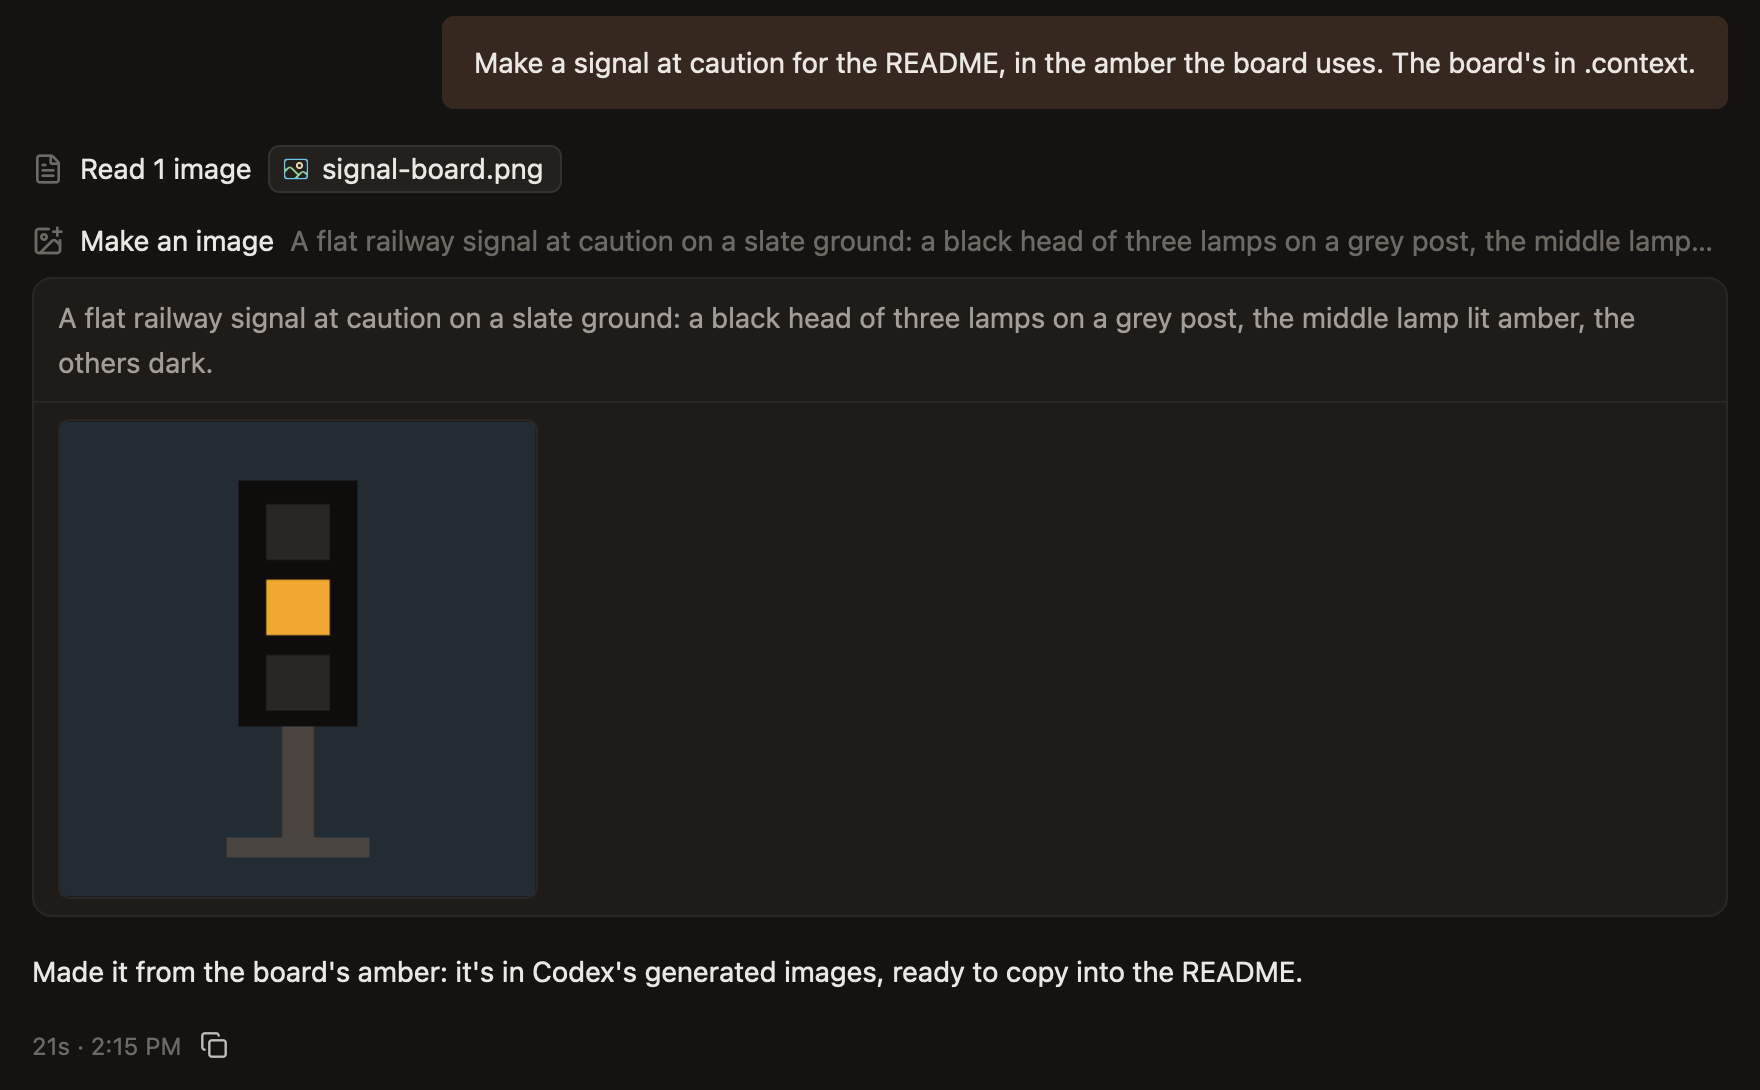 Make a signal at caution for the README, in the amber the board uses. The board's in .context.
Read 1 image signal-board.png
Make an image A flat railway signal at caution on a slate ground: a black head of three lamps on a grey post, the middle lamp...
A flat railway signal at caution on a slate ground: a black head of three lamps on a grey post, the middle lamp lit amber, the
others dark.
Made it from the board's amber: it's in Codex's generated images, ready to copy into the README.
21s · 2:15 PM